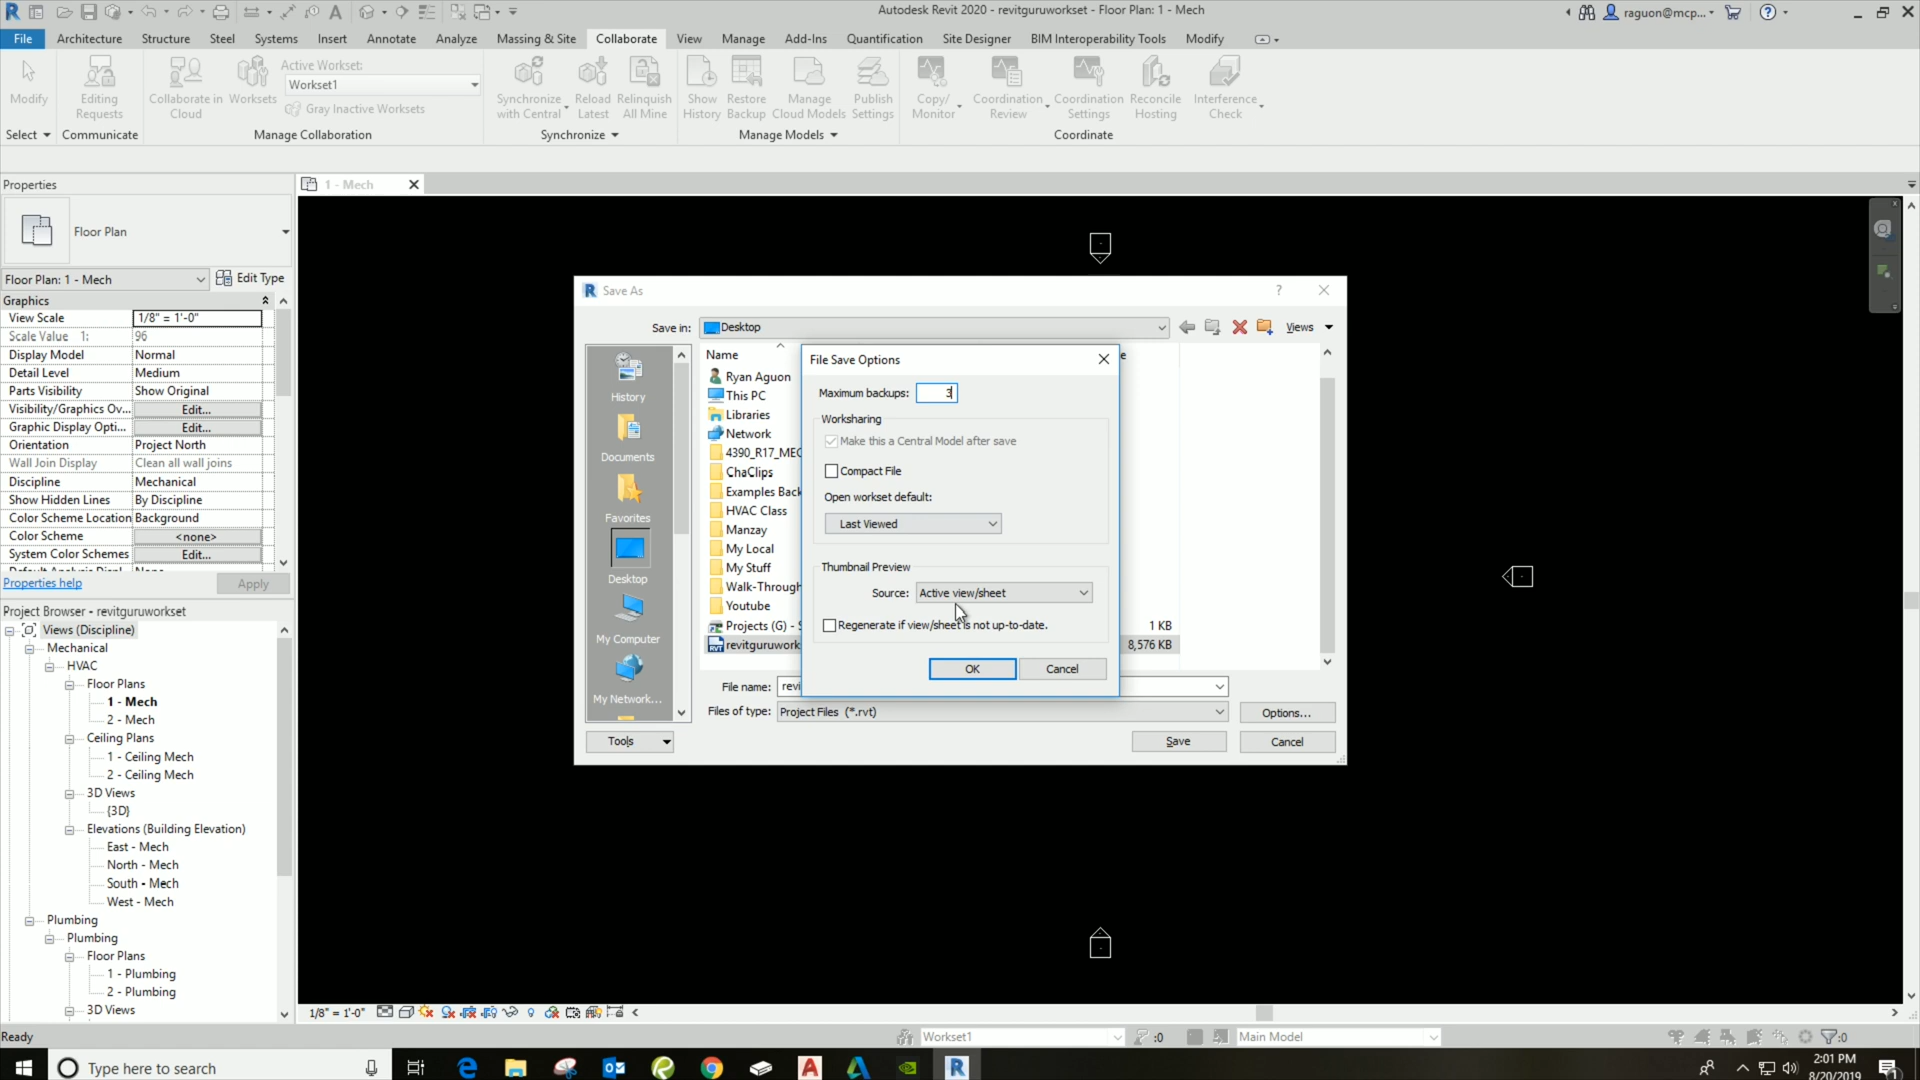 Autodesk Revit 2020 - revitguruworkset - Floor Plan: 1 - Mech
raguon@mcp...
File Architecture Structure Steel Systems Insert Annotate Analyze Massing & Site Collaborate View Manage Add-Ins Quantification Site Designer BIM Interoperability Tools Modify
Modify
Editing Requests
Collaborate in Cloud
Worksets
Active Workset:
Workset1
Gray Inactive Worksets
Synchronize with Central
Reload Latest
Relinquish All Mine
Show History
Restore Backup
Manage Cloud Models
Publish Settings
Copy/ Monitor
Coordination Review
Coordination Settings
Reconcile Hosting
Interference Check
Select Communicate Manage Collaboration Synchronize Manage Models Coordinate
Properties
1 - Mech
Floor Plan
Floor Plan: 1 - Mech Edit Type
Graphics
View Scale 1/8" = 1'-0"
Scale Value 1: 96
Display Model Normal
Detail Level Medium
Parts Visibility Show Original
Visibility/Graphics Ov... Edit...
Graphic Display Opti... Edit...
Orientation Project North
Wall Join Display Clean all wall joins
Discipline Mechanical
Show Hidden Lines By Discipline
Color Scheme Location Background
Color Scheme <none>
System Color Schemes Edit...
Properties help Apply
Project Browser - revitguruworkset
Views (Discipline)
Mechanical
HVAC
Floor Plans
1 - Mech
2 - Mech
Ceiling Plans
1 - Ceiling Mech
2 - Ceiling Mech
3D Views
{3D}
Elevations (Building Elevation)
East - Mech
North - Mech
South - Mech
West - Mech
Plumbing
Plumbing
Floor Plans
1 - Plumbing
2 - Plumbing
3D Views
Save As
Save in: Desktop Views
History
Documents
Favorites
Desktop
My Computer
My Network...
Name
Ryan Aguon
This PC
Libraries
Network
4390_R17_MEC
ChaClips
Examples Back
HVAC Class
Manzay
My Local
My Stuff
Walk-Through
Youtube
Projects (G) - S 1 KB
revitguruwork 8,576 KB
File name: revi
Files of type: Project Files (*.rvt) Options...
Tools Save Cancel
File Save Options
Maximum backups: 3
Worksharing
Make this a Central Model after save
Compact File
Open workset default:
Last Viewed
Thumbnail Preview
Source: Active view/sheet
Regenerate if view/sheet is not up-to-date.
OK Cancel
1/8" = 1'-0"
Ready Workset1 :0 Main Model :0
Type here to search
2:01 PM
8/20/2019